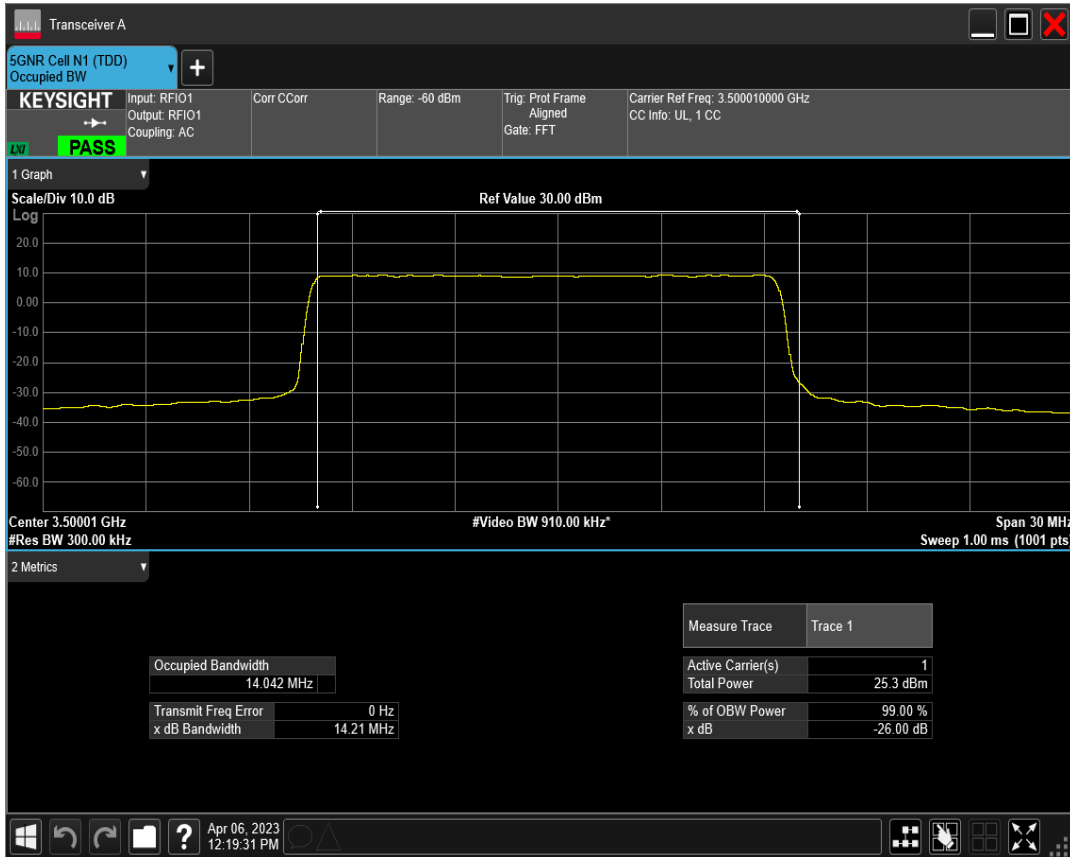 Transceiver A
5GNR Cell N1 (TDD)
Occupied BW
+
KEYSIGHT
LXI
PASS
Input: RFIO1
Output: RFIO1
Coupling: AC
Corr CCorr
Range: -60 dBm
Trig: Prot Frame
Aligned
Gate: FFT
Carrier Ref Freq: 3.500010000 GHz
CC Info: UL, 1 CC
1 Graph
Scale/Div 10.0 dB
Ref Value 30.00 dBm
Log
20.0
10.0
0.00
-10.0
-20.0
-30.0
-40.0
-50.0
-60.0
Center 3.50001 GHz
#Video BW 910.00 kHz*
Span 30 MHz
#Res BW 300.00 kHz
Sweep 1.00 ms (1001 pts)
2 Metrics
Measure Trace Trace 1
Occupied Bandwidth
14.042 MHz
Transmit Freq Error 0 Hz
x dB Bandwidth 14.21 MHz
Active Carrier(s) 1
Total Power 25.3 dBm
% of OBW Power 99.00 %
x dB -26.00 dB
?
Apr 06, 2023
12:19:31 PM